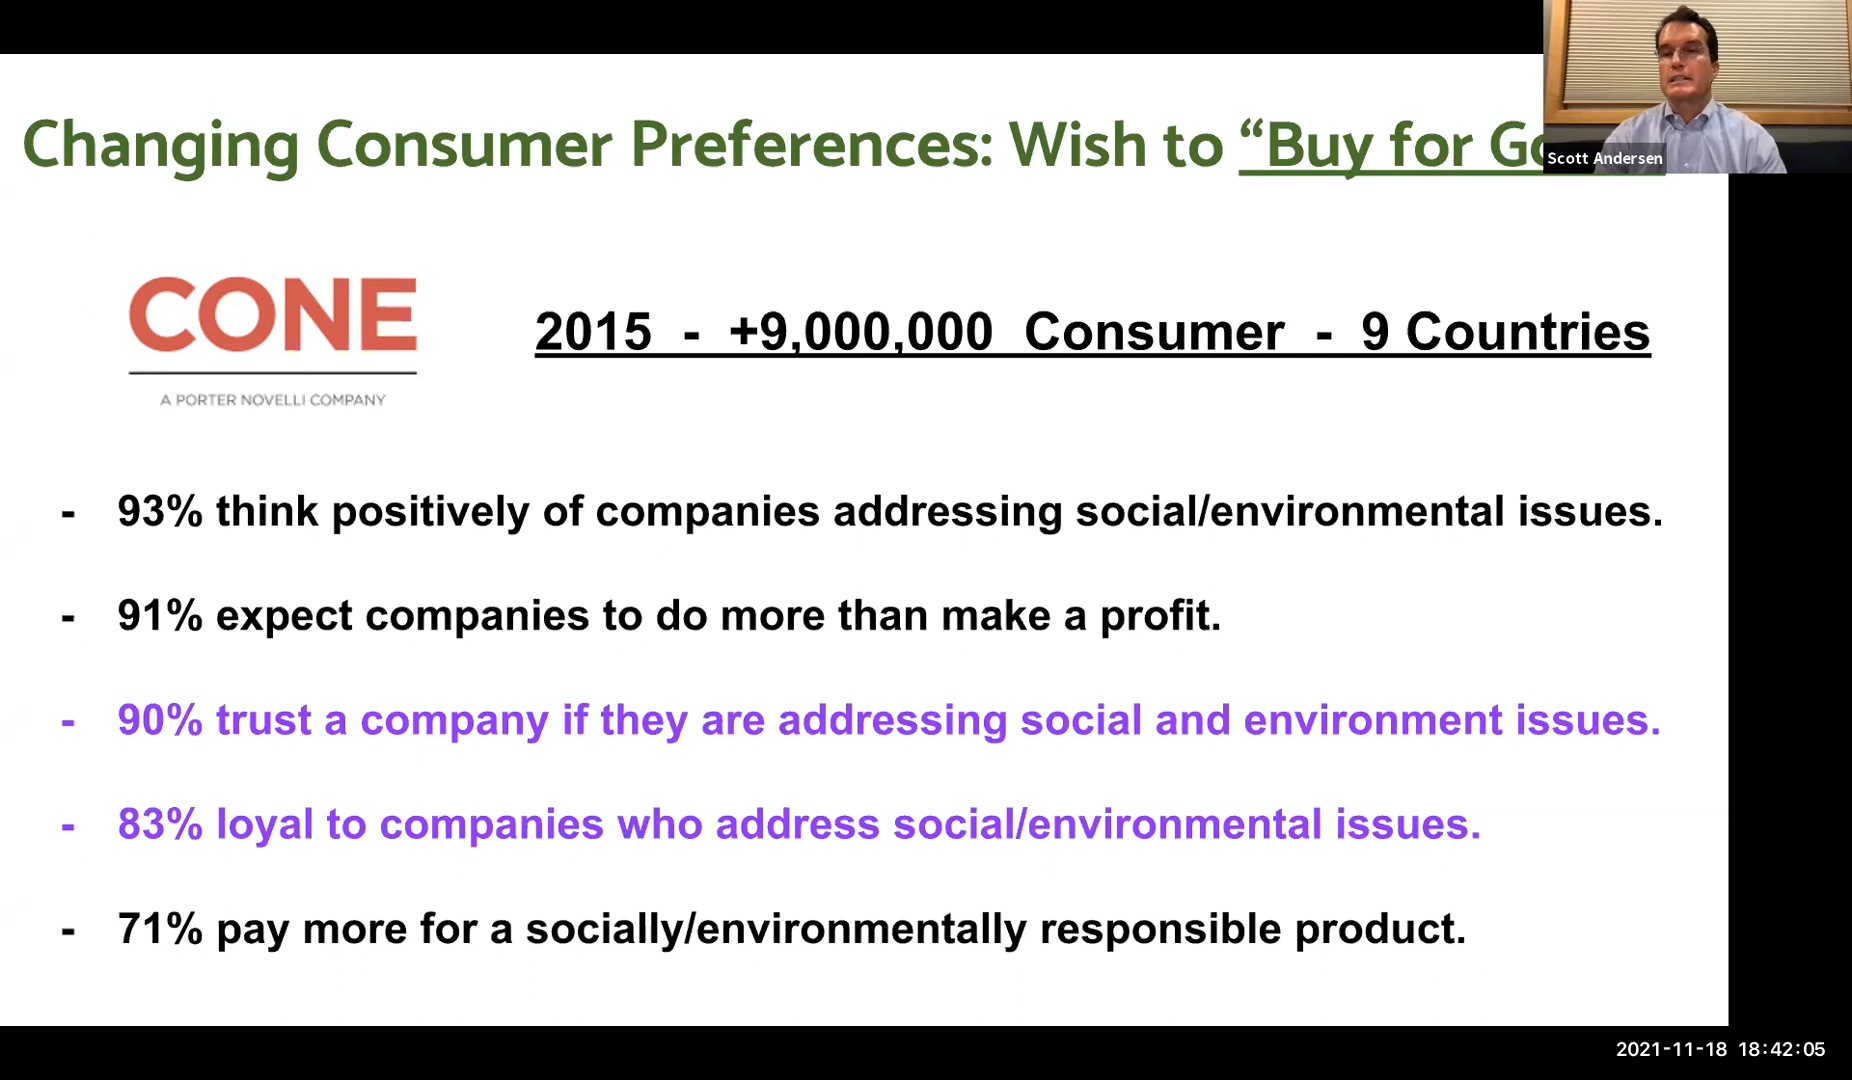 Changing Consumer Preferences: Wish to “Buy for
Scott Andersen
CONE
A PORTER NOVELLI COMPANY
2015 - +9,000,000 Consumer - 9 Countries
- 93% think positively of companies addressing social/environmental issues.
- 91% expect companies to do more than make a profit.
- 90% trust a company if they are addressing social and environment issues.
- 83% loyal to companies who address social/environmental issues.
- 71% pay more for a socially/environmentally responsible product.
2021-11-18 18:42:05